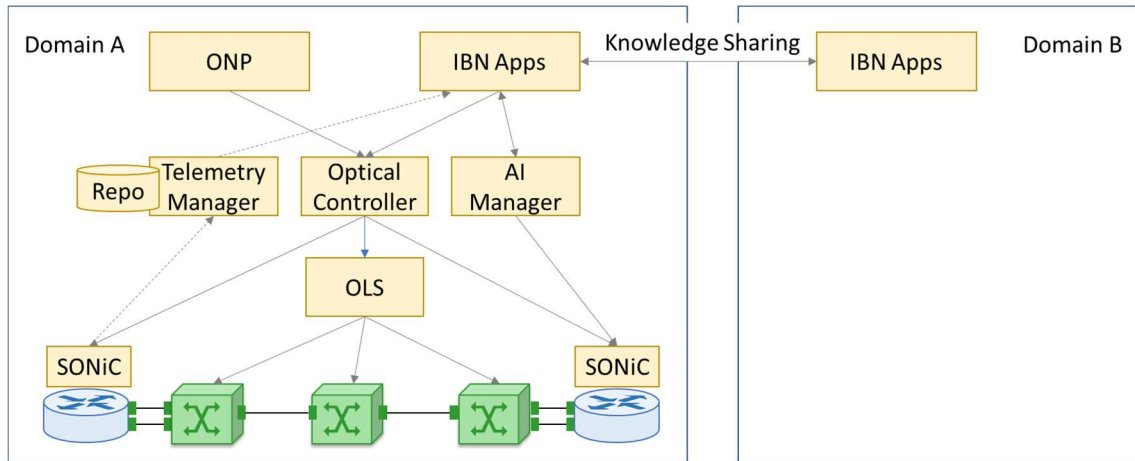 Domain A
ONP
IBN Apps
Knowledge Sharing
IBN Apps
Domain B
Repo
Telemetry
Manager
Optical
Controller
AI
Manager
OLS
SONiC
SONiC